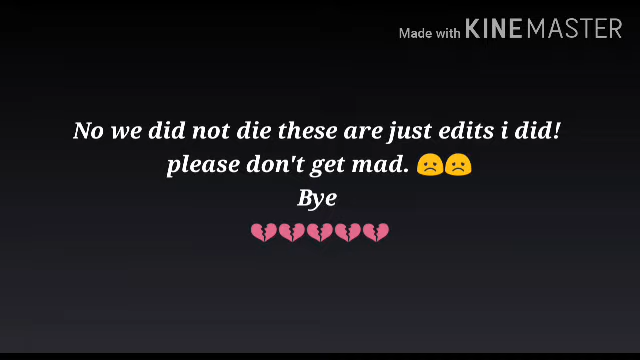 Made with KINEMASTER
No we did not die these are just edits i did!
please don't get mad. ☹☹
Bye
💔💔💔💔💔